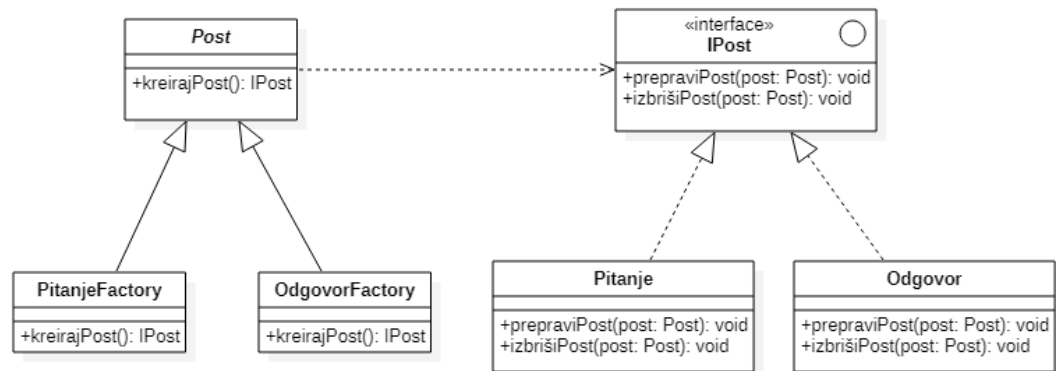 Post
+kreirajPost(): IPost
«interface»
IPost
+prepraviPost(post: Post): void
+izbrišiPost(post: Post): void
PitanjeFactory
+kreirajPost(): IPost
OdgovorFactory
+kreirajPost(): IPost
Pitanje
+prepraviPost(post: Post): void
+izbrišiPost(post: Post): void
Odgovor
+prepraviPost(post: Post): void
+izbrišiPost(post: Post): void